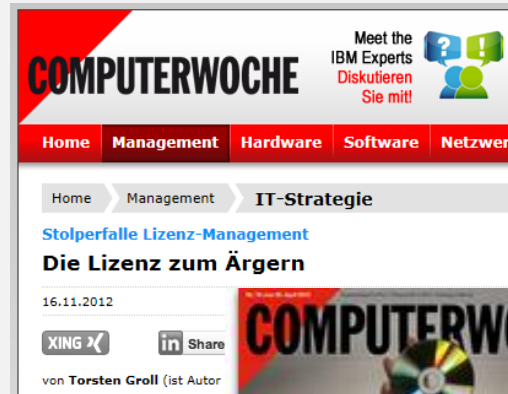 Meet the
IBM Experts
Diskutieren
Sie mit!
COMPUTERWOCHE
Home Management Hardware Software Netzwer
Home Management IT-Strategie
Stolperfalle Lizenz-Management
Die Lizenz zum Ärgern
16.11.2012
COMPUTERWO
XING in Share
von Torsten Groll (ist Autor